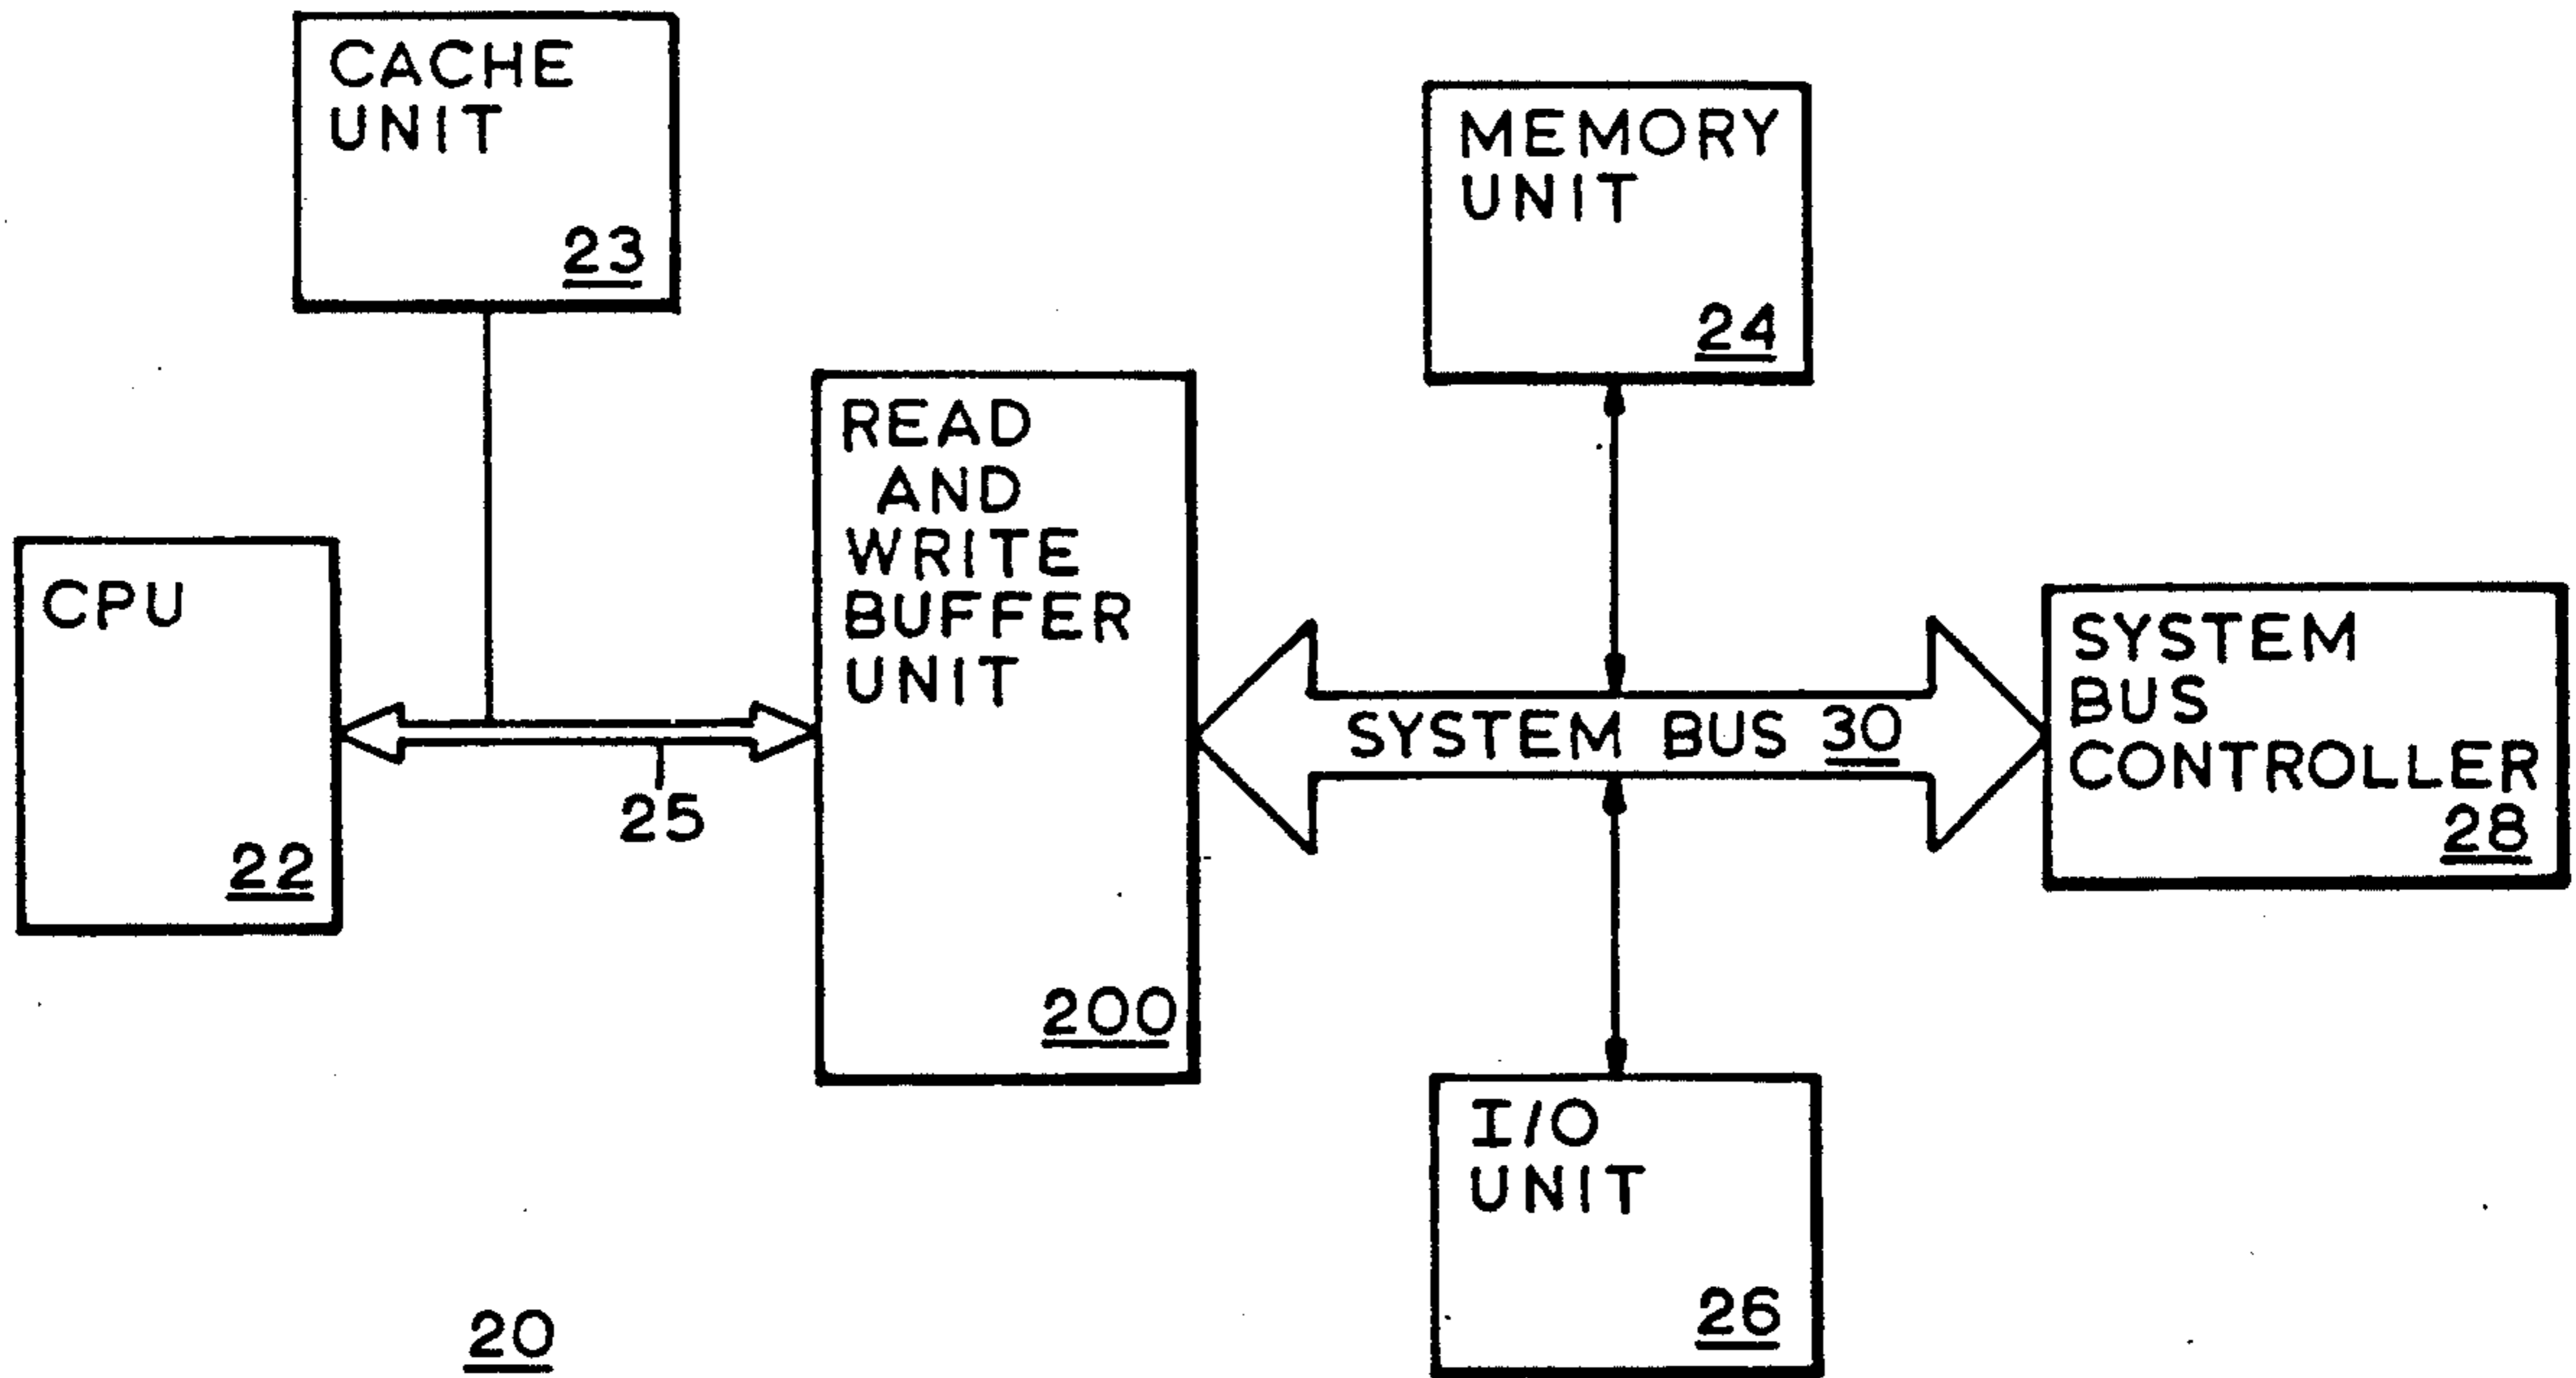 CACHE
UNIT
23
MEMORY
UNIT
24
READ
AND
WRITE
BUFFER
UNIT
200
CPU
22
25
SYSTEM BUS 30
SYSTEM
BUS
CONTROLLER
28
I/O
UNIT
26
20